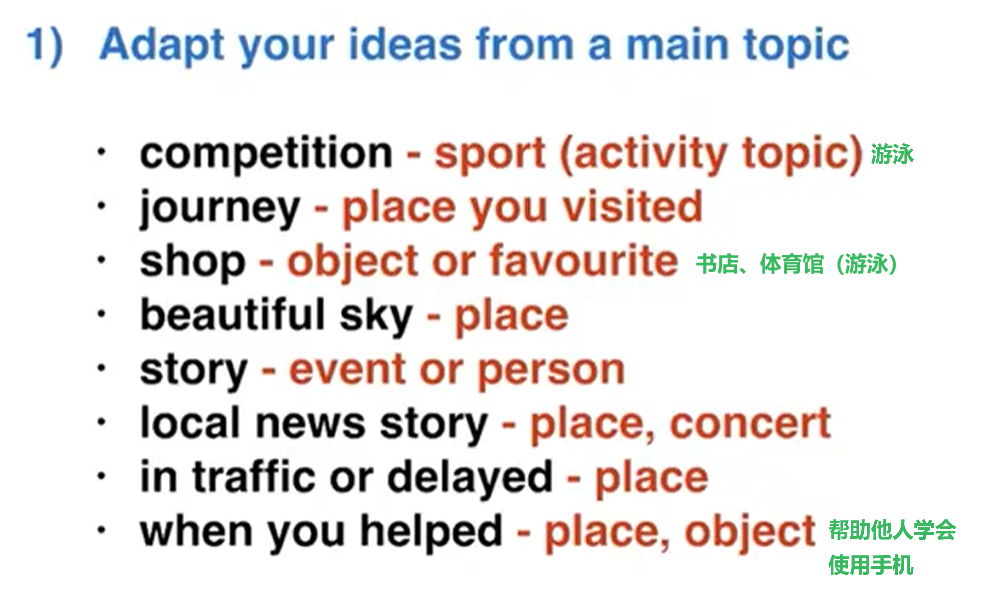 1) Adapt your ideas from a main topic
· competition - sport (activity topic) 游泳
· journey - place you visited
· shop - object or favourite 书店、体育馆（游泳）
· beautiful sky - place
· story - event or person
· local news story - place, concert
· in traffic or delayed - place
· when you helped - place, object 帮助他人学会
使用手机